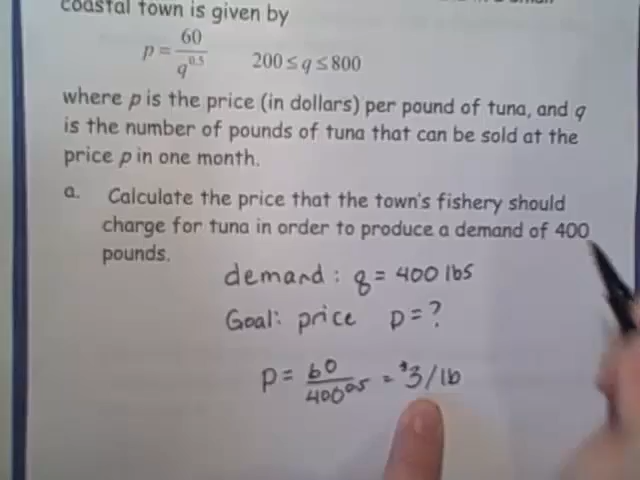 coastal town is given by
p = 60 / q^0.5 200 ≤ q ≤ 800
where p is the price (in dollars) per pound of tuna, and q
is the number of pounds of tuna that can be sold at the
price p in one month.
a. Calculate the price that the town's fishery should
charge for tuna in order to produce a demand of 400
pounds.
demand: q = 400 lbs
Goal: price p = ?
p = 60 / 400^0.5 = $3/lb